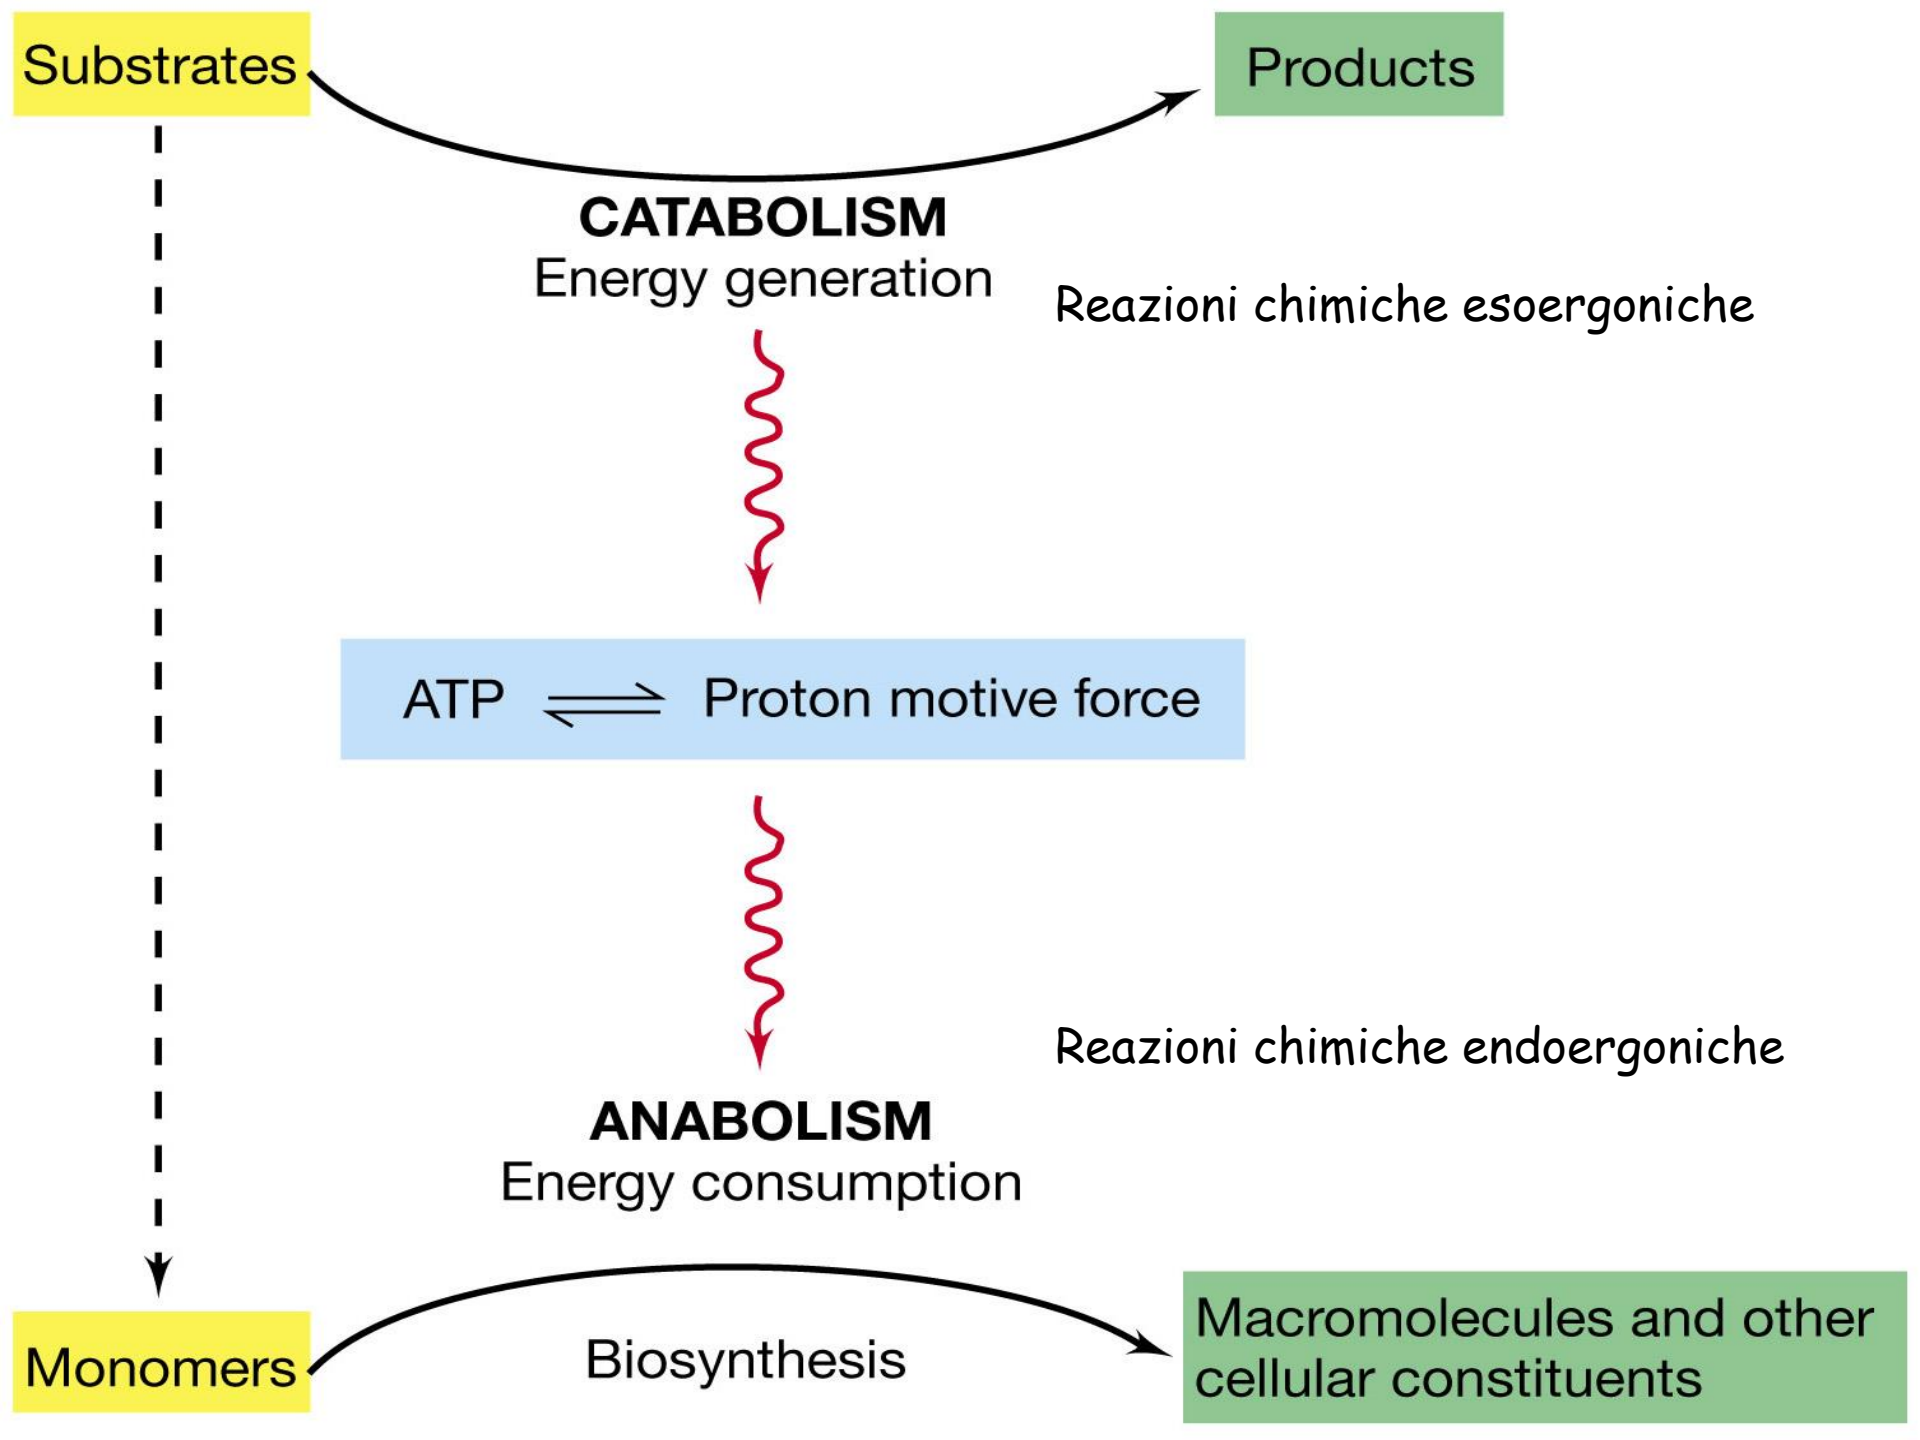 Substrates
Products
CATABOLISM
Energy generation
Reazioni chimiche esoergoniche
ATP
Proton motive force
Reazioni chimiche endoergoniche
ANABOLISM
Energy consumption
Monomers
Biosynthesis
Macromolecules and other
cellular constituents